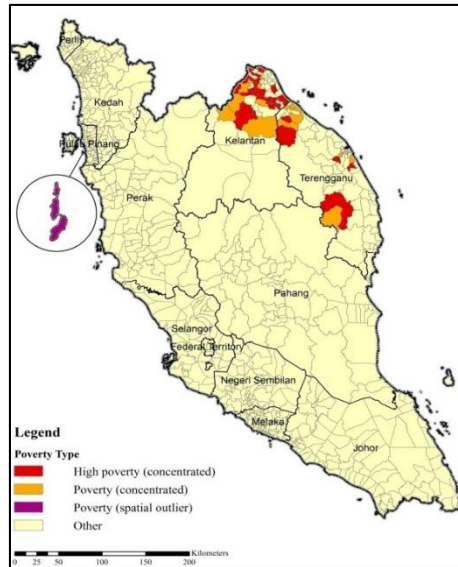 Perlis
Kedah
Pulau Pinang
Kelantan
Terengganu
Perak
Pahang
Selangor
Federal Territory
Negeri Sembilan
Melaka
Johor
Legend
Poverty Type
High poverty (concentrated)
Poverty (concentrated)
Poverty (spatial outlier)
Other
Kilometers
0 25 50 100 150 200